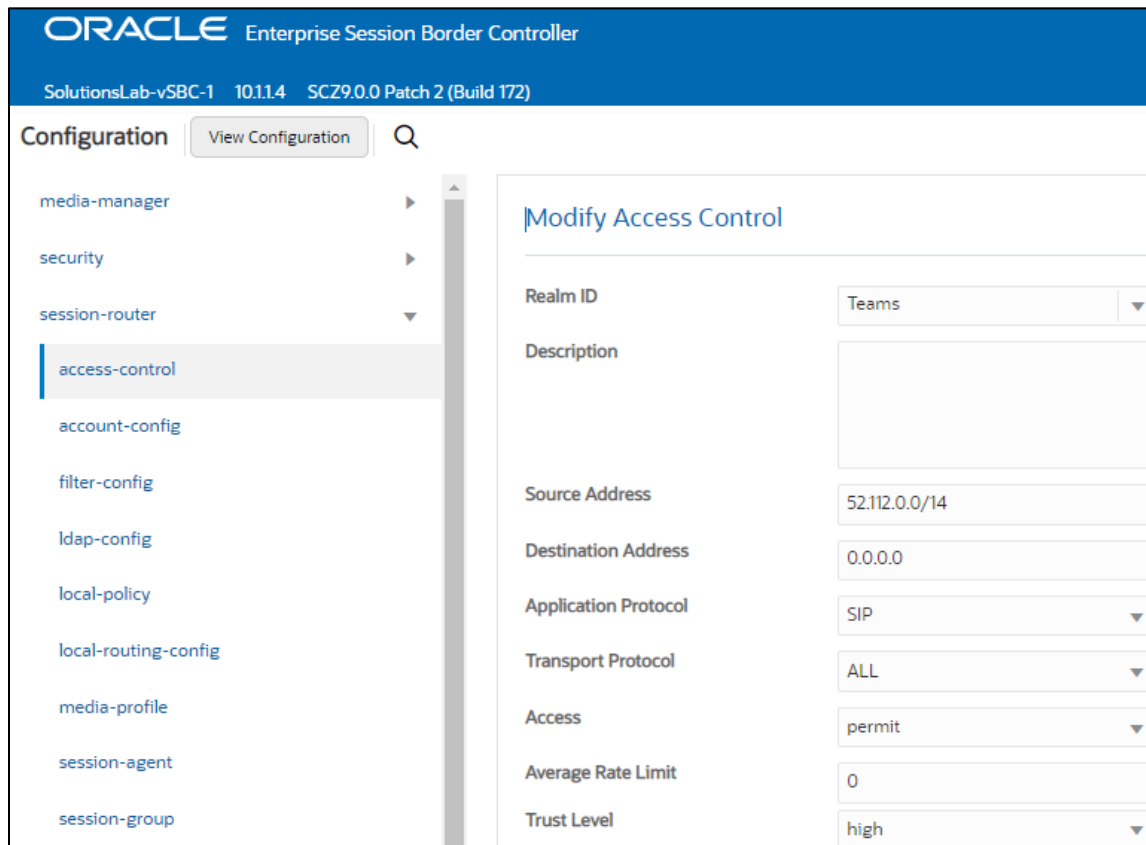 ORACLE Enterprise Session Border Controller
SolutionsLab-vSBC-1 10.1.1.4 SCZ9.0.0 Patch 2 (Build 172)
Configuration View Configuration
media-manager
security
session-router
access-control
account-config
filter-config
ldap-config
local-policy
local-routing-config
media-profile
session-agent
session-group
Modify Access Control
Realm ID Teams
Description
Source Address 52.112.0.0/14
Destination Address 0.0.0.0
Application Protocol SIP
Transport Protocol ALL
Access permit
Average Rate Limit 0
Trust Level high